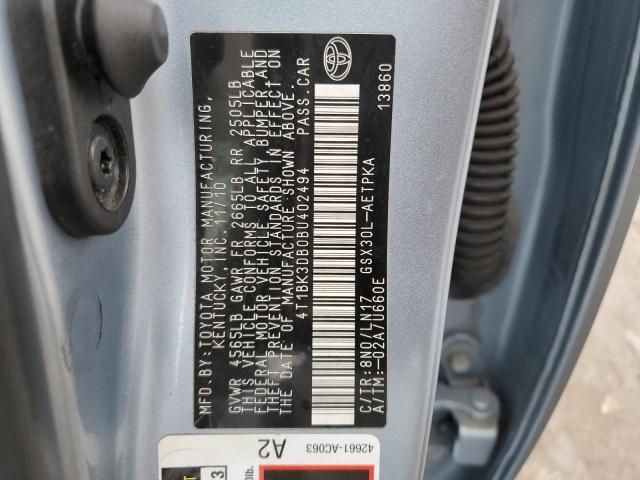 MFD. BY: TOYOTA MOTOR MANUFACTURING,
KENTUCKY, INC. 11/10
GVWR 4565LB GAWR FR 2665LB RR 2505LB
THIS VEHICLE CONFORMS TO ALL APPLICABLE
FEDERAL MOTOR VEHICLE SAFETY, BUMPER, AND
THEFT PREVENTION STANDARDS IN EFFECT ON
THE DATE OF MANUFACTURE SHOWN ABOVE.
4T1BK3DB0BU402494 PASS. CAR
C/TR: 8N0/LN17 GSX30L-AETPKA
A/TM: -02A/U660E
13860
42661-AC063
A2
3